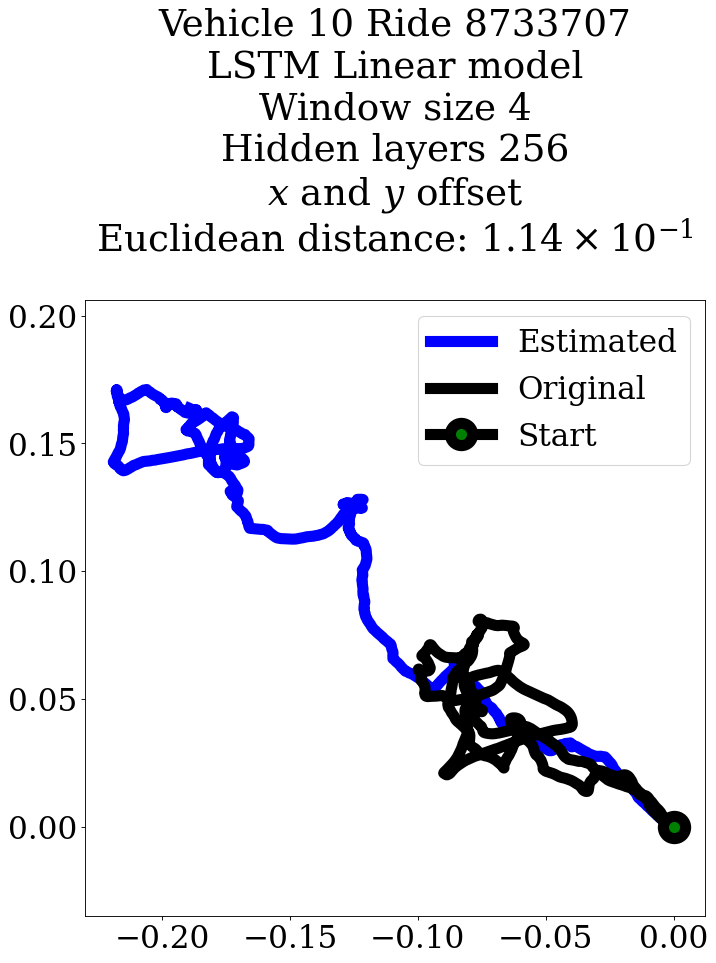 Vehicle 10 Ride 8733707
LSTM Linear model
Window size 4
Hidden layers 256
x and y offset
Euclidean distance: 1.14 × 10⁻¹
Estimated
Original
Start
0.20
0.15
0.10
0.05
0.00
−0.20 −0.15 −0.10 −0.05 0.00